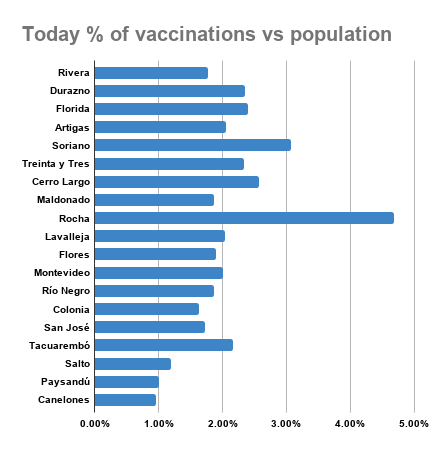 Today % of vaccinations vs population
Rivera
Durazno
Florida
Artigas
Soriano
Treinta y Tres
Cerro Largo
Maldonado
Rocha
Lavalleja
Flores
Montevideo
Río Negro
Colonia
San José
Tacuarembó
Salto
Paysandú
Canelones
0.00% 1.00% 2.00% 3.00% 4.00% 5.00%